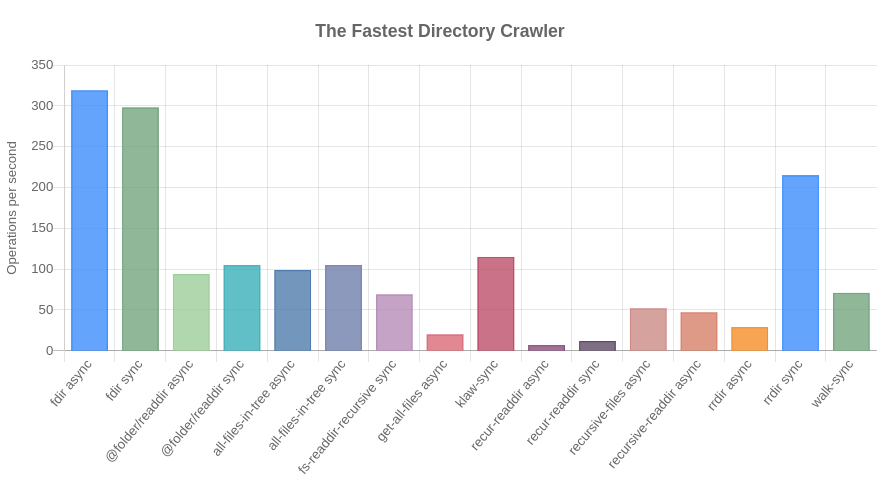 The Fastest Directory Crawler
Operations per second
350
300
250
200
150
100
50
0
fdir async
fdir sync
@folder/readdir async
@folder/readdir sync
all-files-in-tree async
all-files-in-tree sync
fs-readdir-recursive sync
get-all-files async
klaw-sync
recur-readdir async
recur-readdir sync
recursive-files async
recursive-readdir async
rrdir async
rrdir sync
walk-sync